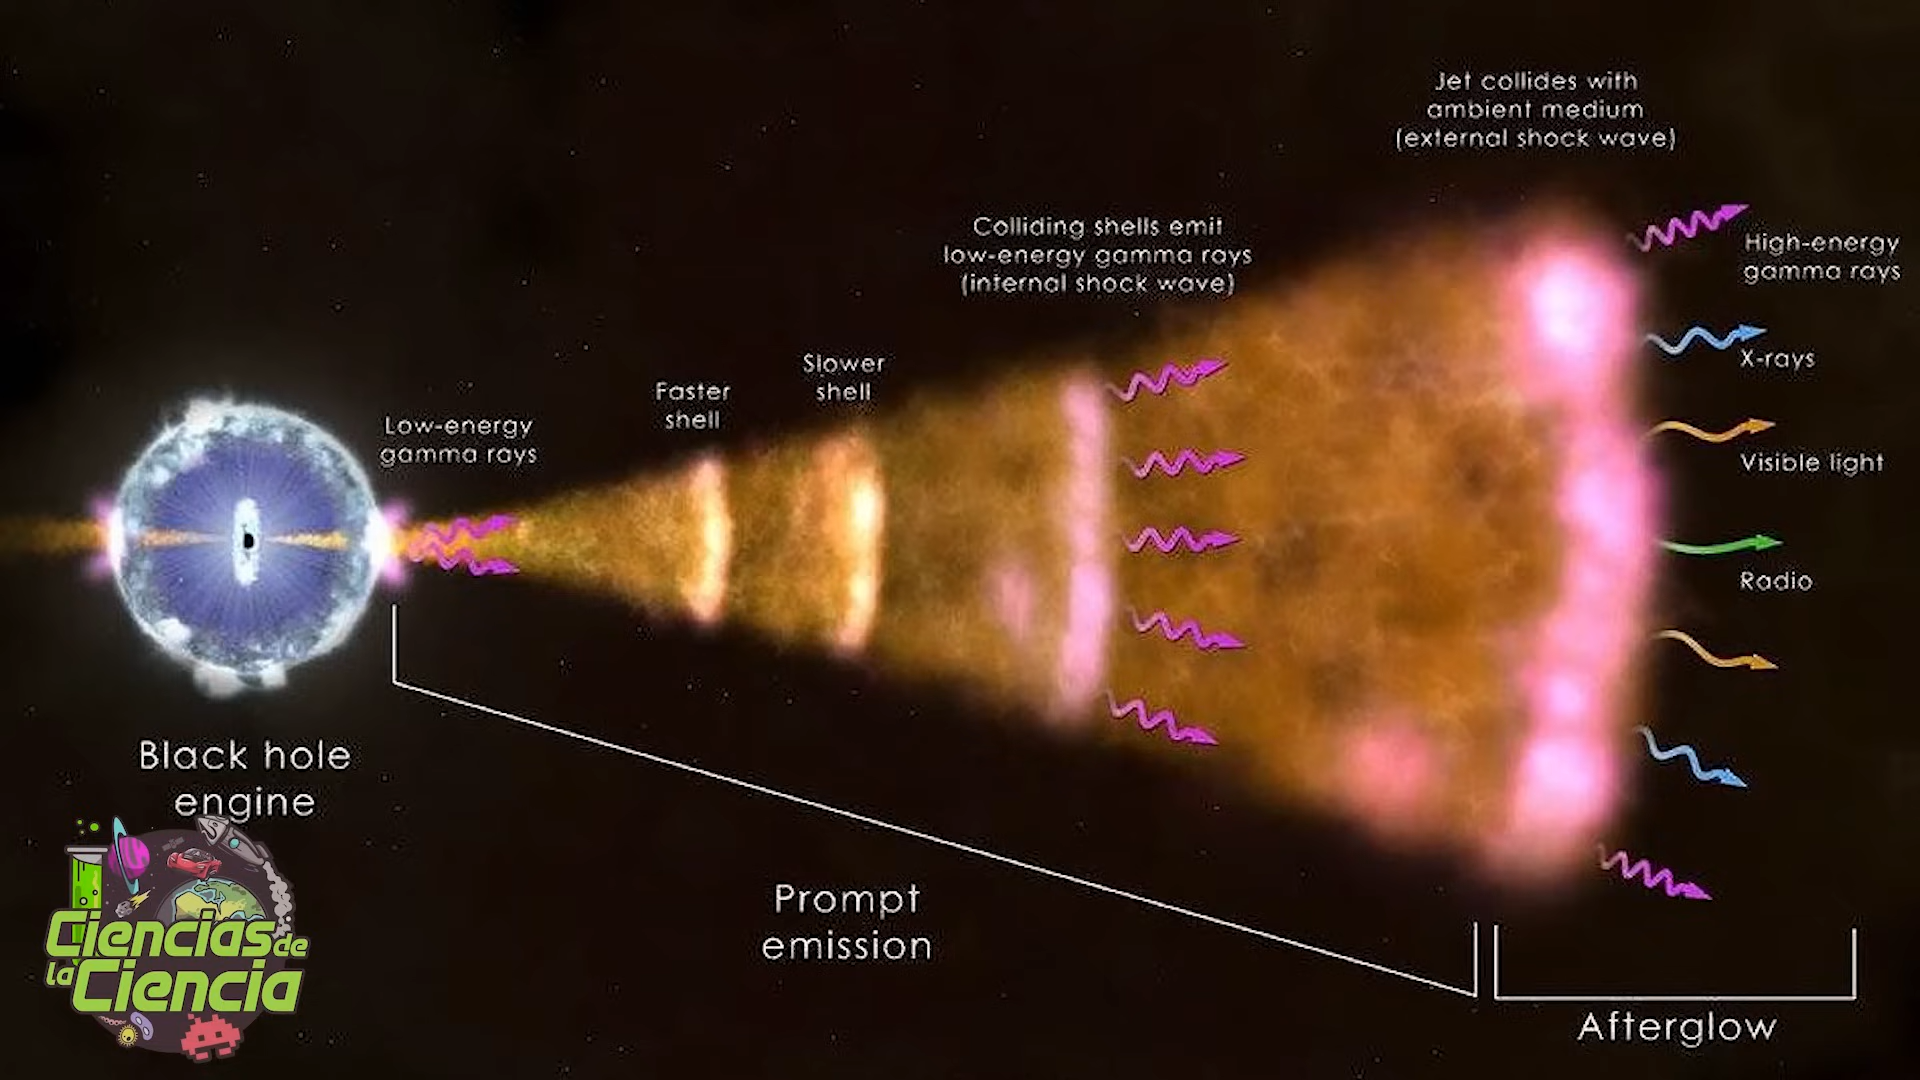 Jet collides with
ambient medium
(external shock wave)
Colliding shells emit
low-energy gamma rays
(internal shock wave)
High-energy
gamma rays
X-rays
Slower
shell
Faster
shell
Low-energy
gamma rays
Visible light
Radio
Black hole
engine
Prompt
emission
Afterglow
Ciencias de
la Ciencia